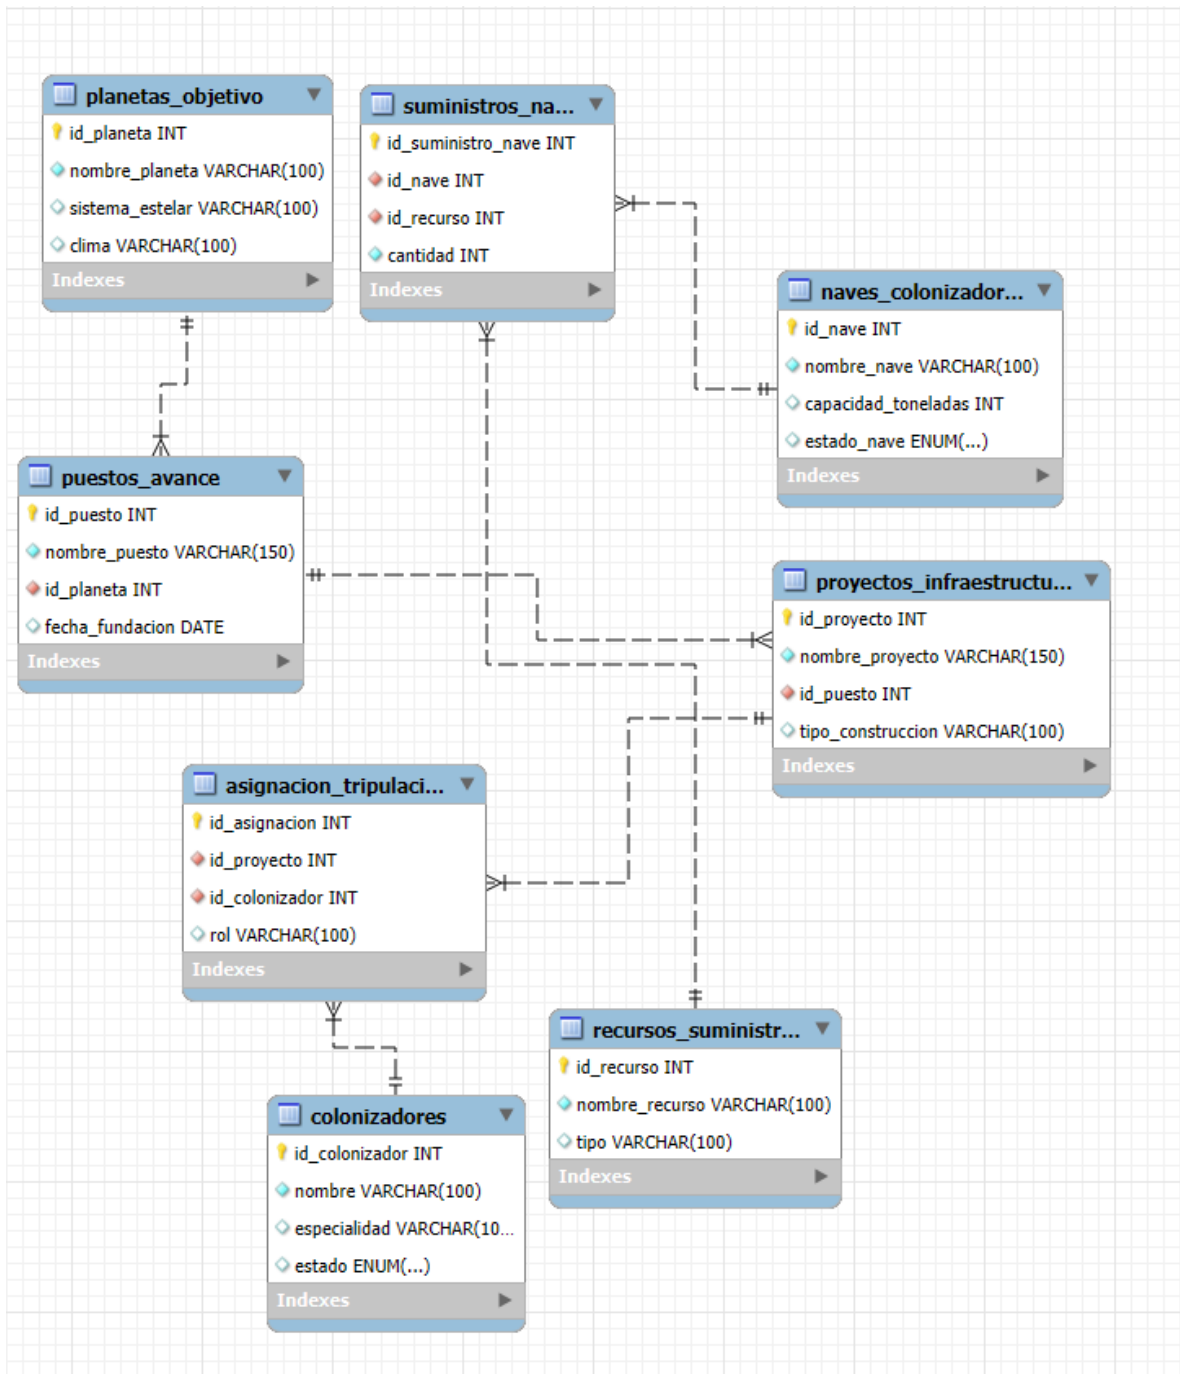 planetas_objetivo
id_planeta INT
nombre_planeta VARCHAR(100)
sistema_estelar VARCHAR(100)
clima VARCHAR(100)
Indexes
suministros_na...
id_suministro_nave INT
id_nave INT
id_recurso INT
cantidad INT
Indexes
naves_colonizador...
id_nave INT
nombre_nave VARCHAR(100)
capacidad_toneladas INT
estado_nave ENUM(...)
Indexes
puestos_avance
id_puesto INT
nombre_puesto VARCHAR(150)
id_planeta INT
fecha_fundacion DATE
Indexes
proyectos_infraestructu...
id_proyecto INT
nombre_proyecto VARCHAR(150)
id_puesto INT
tipo_construccion VARCHAR(100)
Indexes
asignacion_tripulaci...
id_asignacion INT
id_proyecto INT
id_colonizador INT
rol VARCHAR(100)
Indexes
recursos_suministr...
id_recurso INT
nombre_recurso VARCHAR(100)
tipo VARCHAR(100)
Indexes
colonizadores
id_colonizador INT
nombre VARCHAR(100)
especialidad VARCHAR(10...
estado ENUM(...)
Indexes